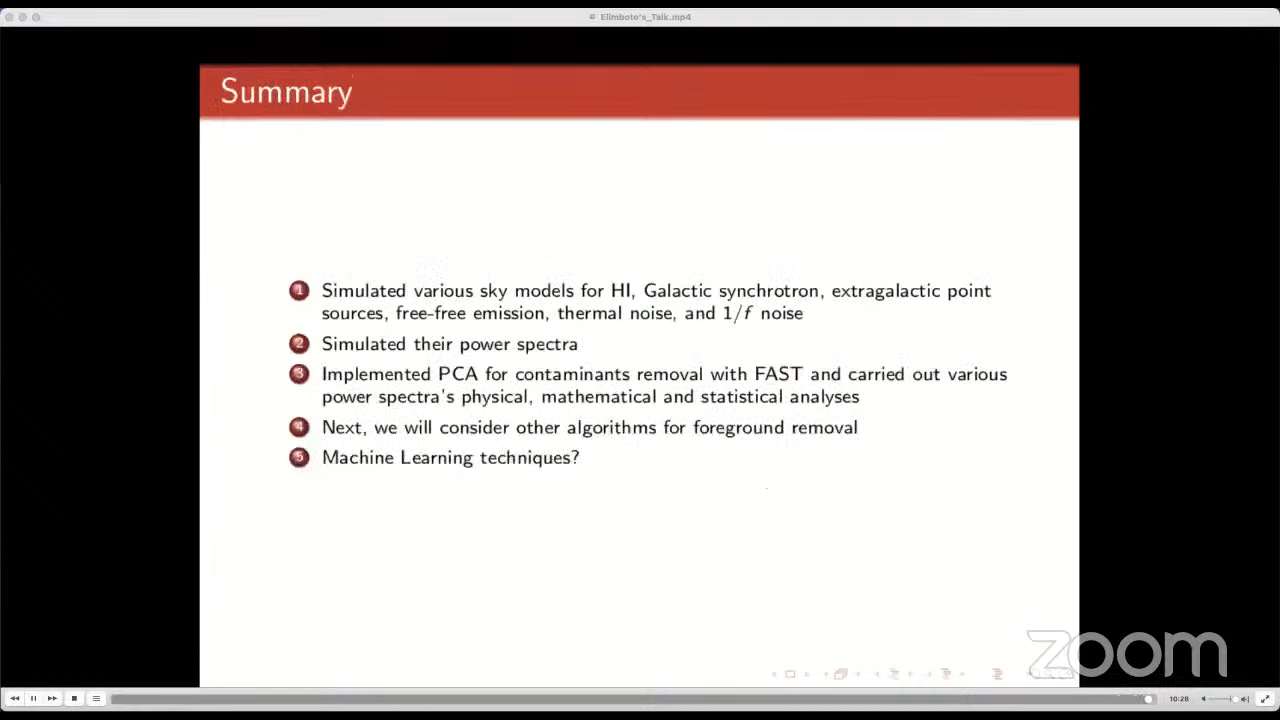 Elimboto's_Talk.mp4
Summary
1 Simulated various sky models for HI, Galactic synchrotron, extragalactic point
sources, free-free emission, thermal noise, and 1/f noise
2 Simulated their power spectra
3 Implemented PCA for contaminants removal with FAST and carried out various
power spectra's physical, mathematical and statistical analyses
4 Next, we will consider other algorithms for foreground removal
5 Machine Learning techniques?
zoom
10:28